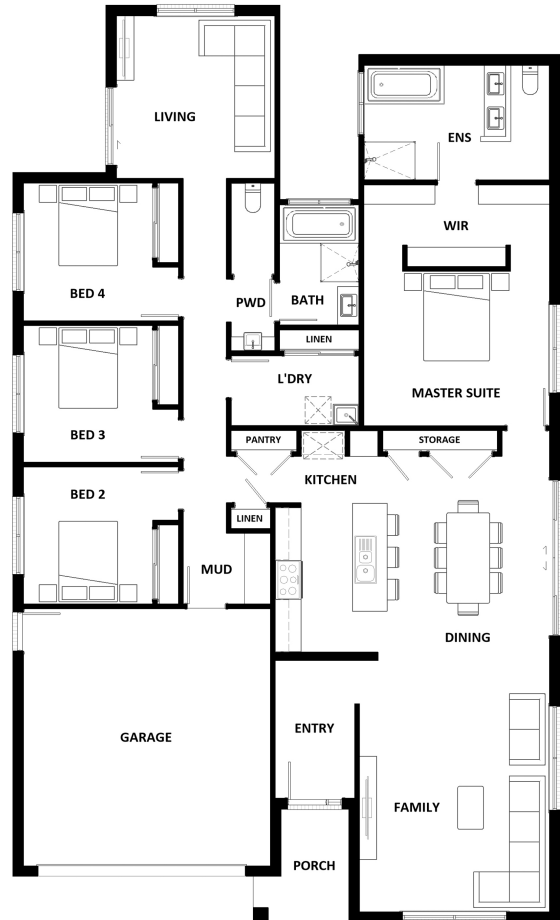 LIVING
ENS
WIR
BED 4
PWD
BATH
LINEN
L'DRY
MASTER SUITE
BED 3
PANTRY
STORAGE
KITCHEN
BED 2
LINEN
MUD
DINING
GARAGE
ENTRY
FAMILY
PORCH